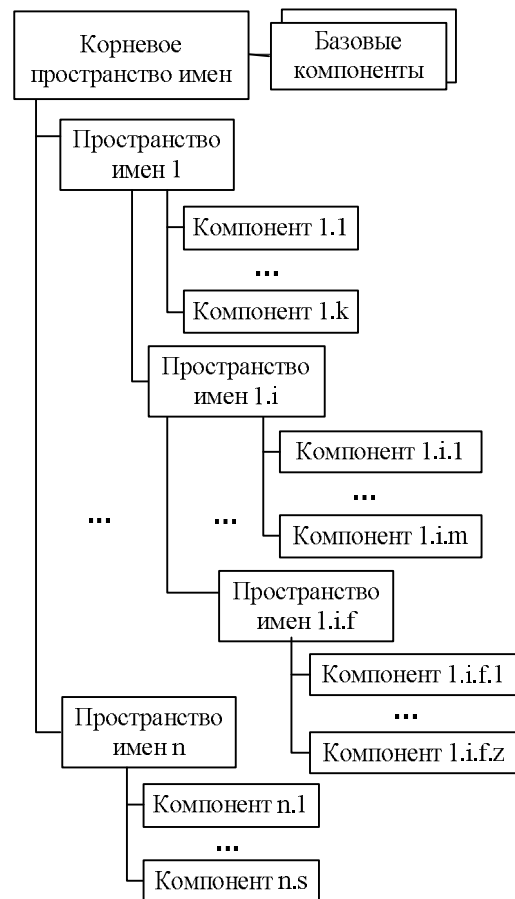 Корневое
пространство имен
Базовые
компоненты
Пространство
имен 1
Компонент 1.1
...
Компонент 1.k
Пространство
имен 1.i
Компонент 1.i.1
...
...
...
Компонент 1.i.m
Пространство
имен 1.i.f
Компонент 1.i.f.1
...
Компонент 1.i.f.z
Пространство
имен n
Компонент n.1
...
Компонент n.s